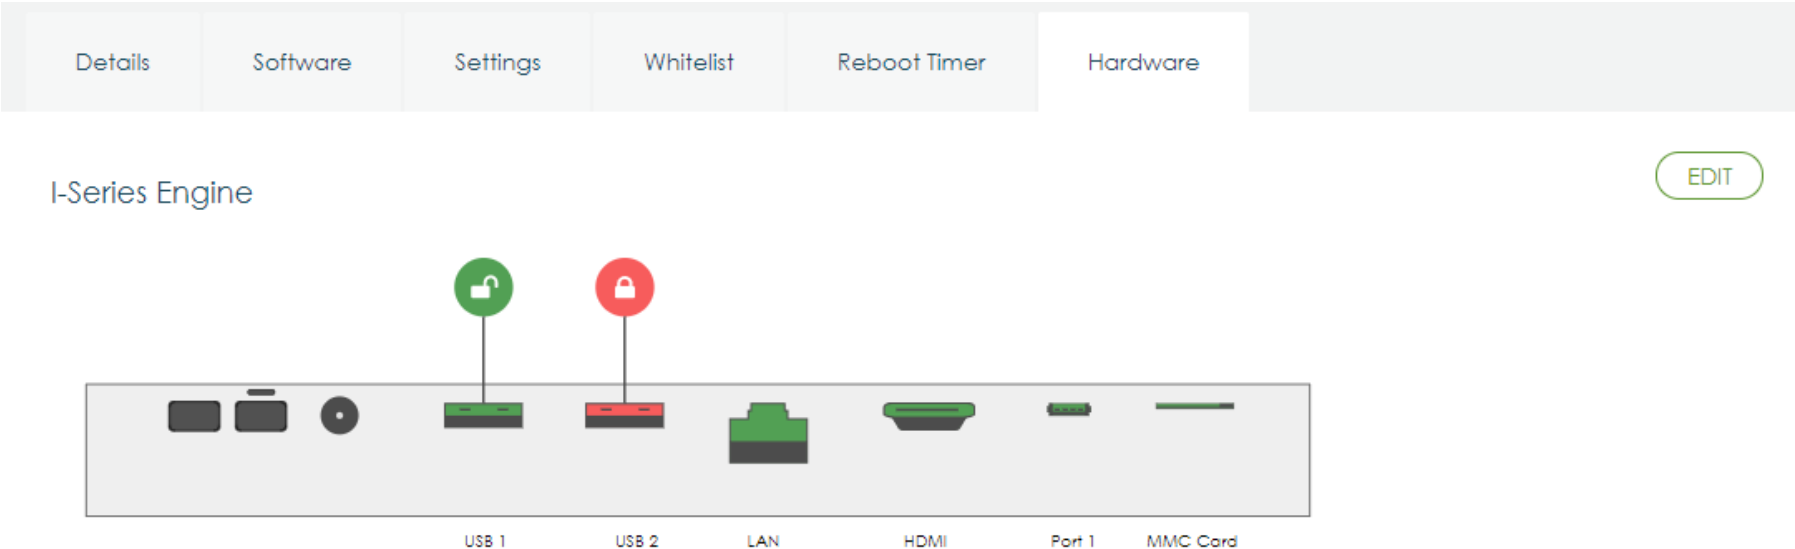 Details Software Settings Whitelist Reboot Timer Hardware
I-Series Engine
EDIT
USB 1 USB 2 LAN HDMI Port 1 MMC Card